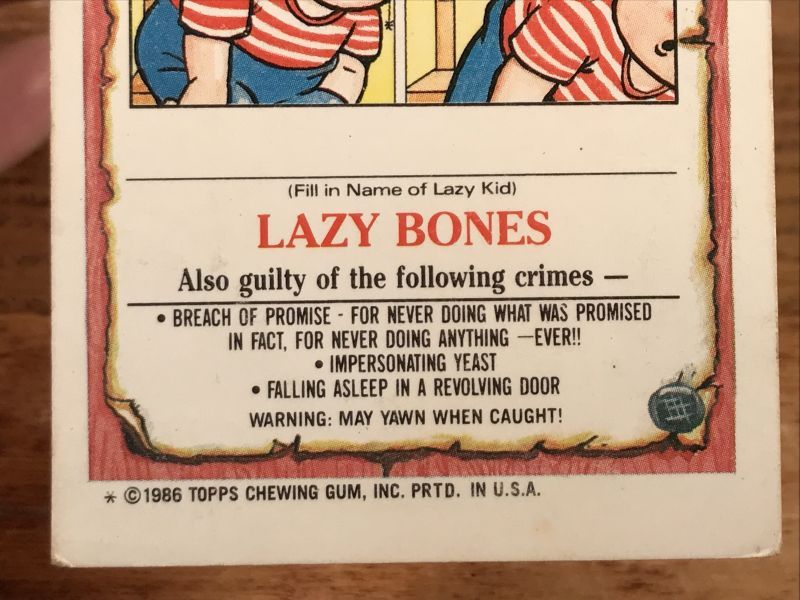 (Fill in Name of Lazy Kid)
LAZY BONES
Also guilty of the following crimes —
• BREACH OF PROMISE - FOR NEVER DOING WHAT WAS PROMISED
IN FACT, FOR NEVER DOING ANYTHING —EVER!!
• IMPERSONATING YEAST
• FALLING ASLEEP IN A REVOLVING DOOR
WARNING: MAY YAWN WHEN CAUGHT!
* ©1986 TOPPS CHEWING GUM, INC. PRTD. IN U.S.A.